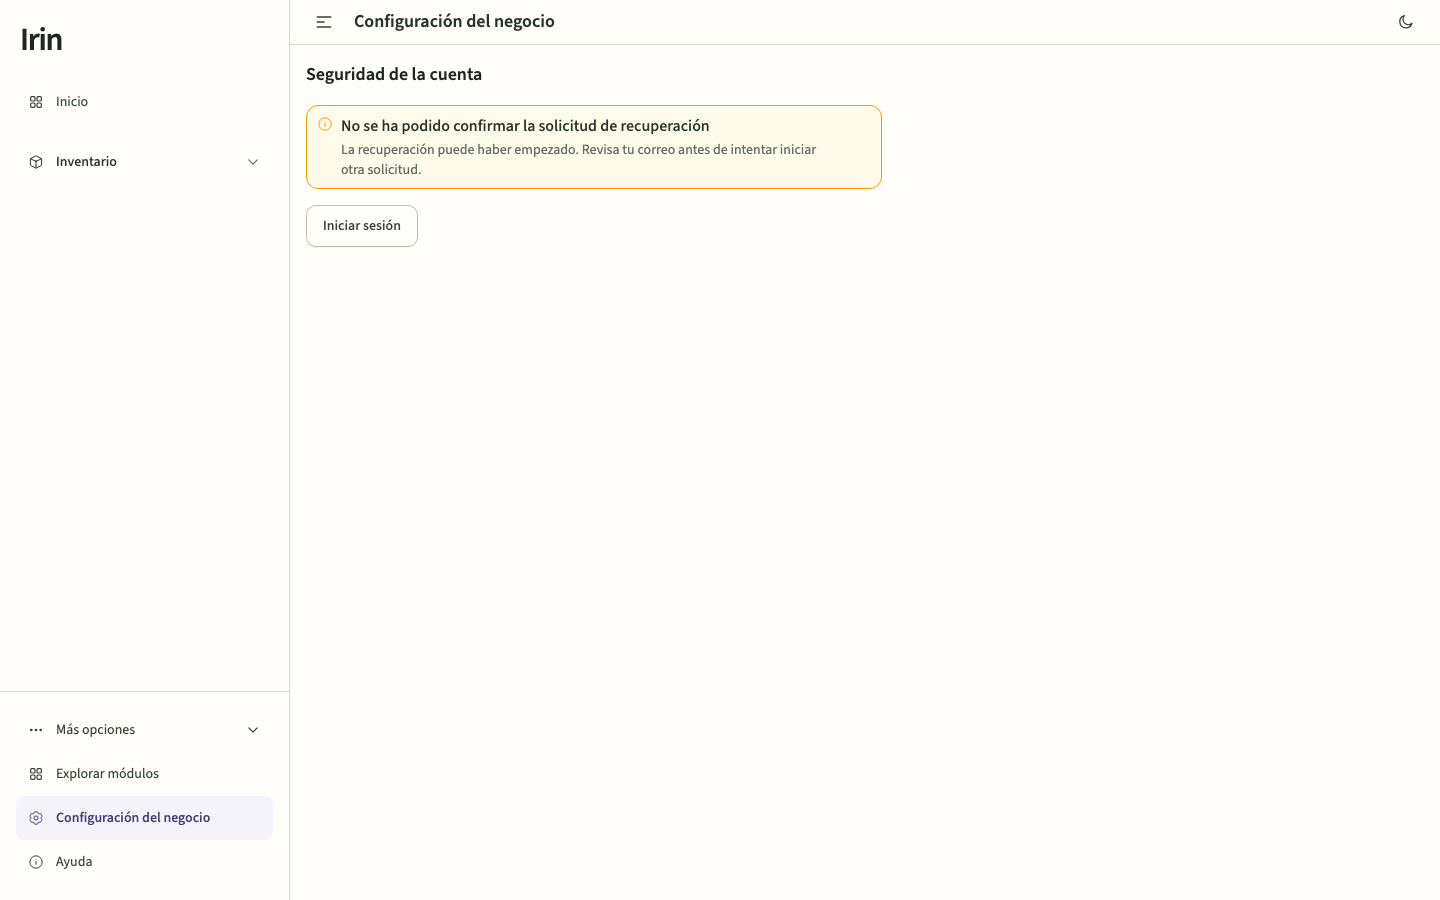 Irin
Inicio
Inventario
Más opciones
Explorar módulos
Configuración del negocio
Ayuda
Configuración del negocio
Seguridad de la cuenta
No se ha podido confirmar la solicitud de recuperación
La recuperación puede haber empezado. Revisa tu correo antes de intentar iniciar
otra solicitud.
Iniciar sesión